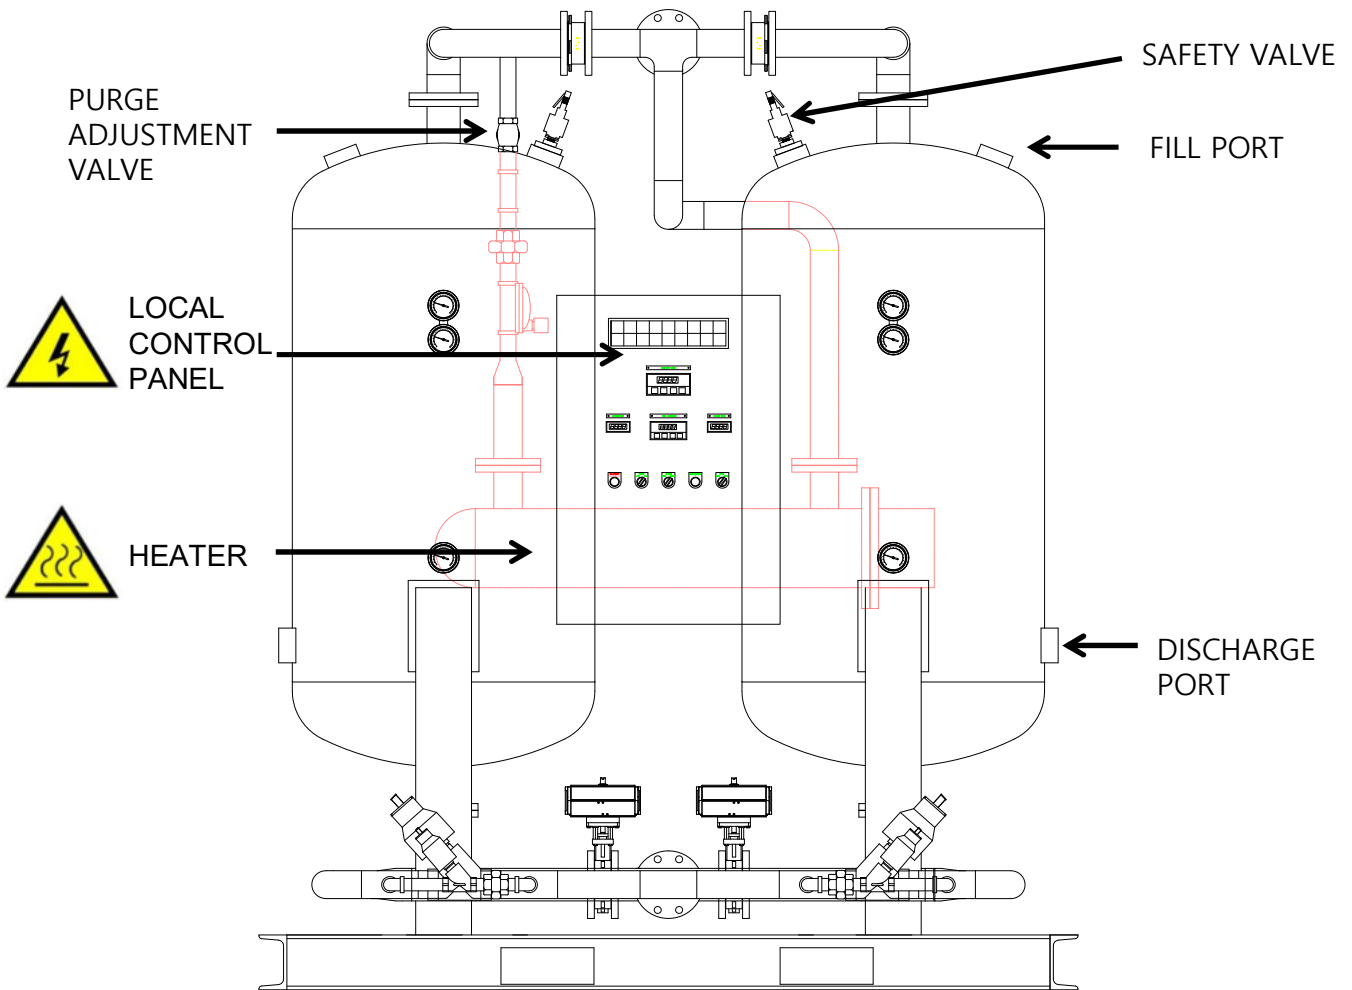 SAFETY VALVE
PURGE
ADJUSTMENT
VALVE
FILL PORT
LOCAL
CONTROL
PANEL
HEATER
DISCHARGE
PORT